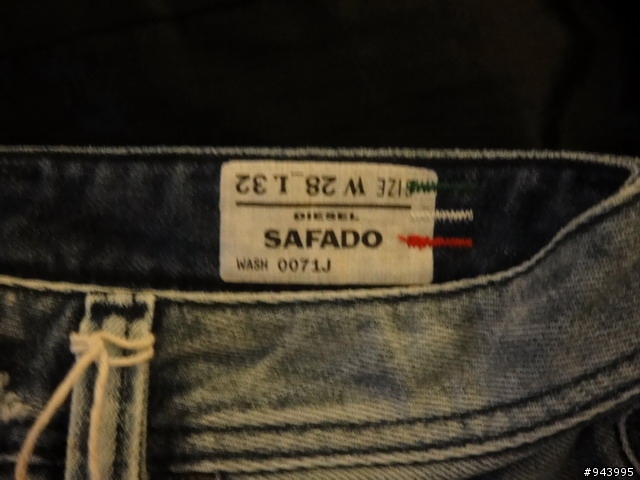 SIZE W 28 L 32
DIESEL
SAFADO
WASH 0071J
#943995